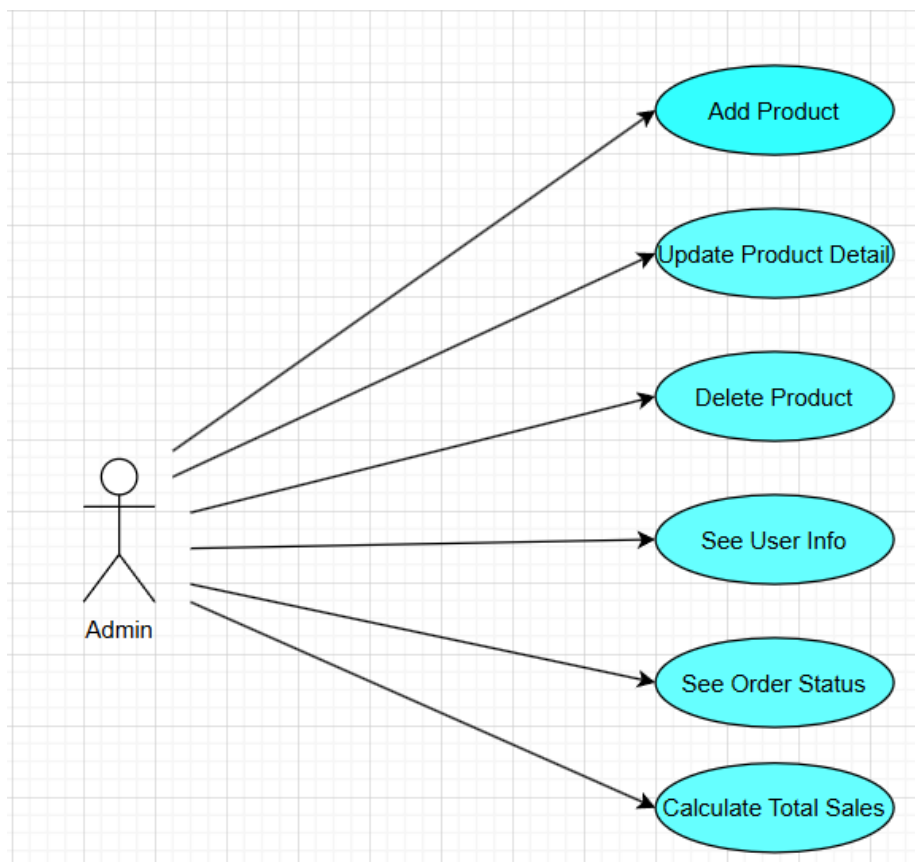 Add Product
Update Product Detail
Delete Product
See User Info
Admin
See Order Status
Calculate Total Sales